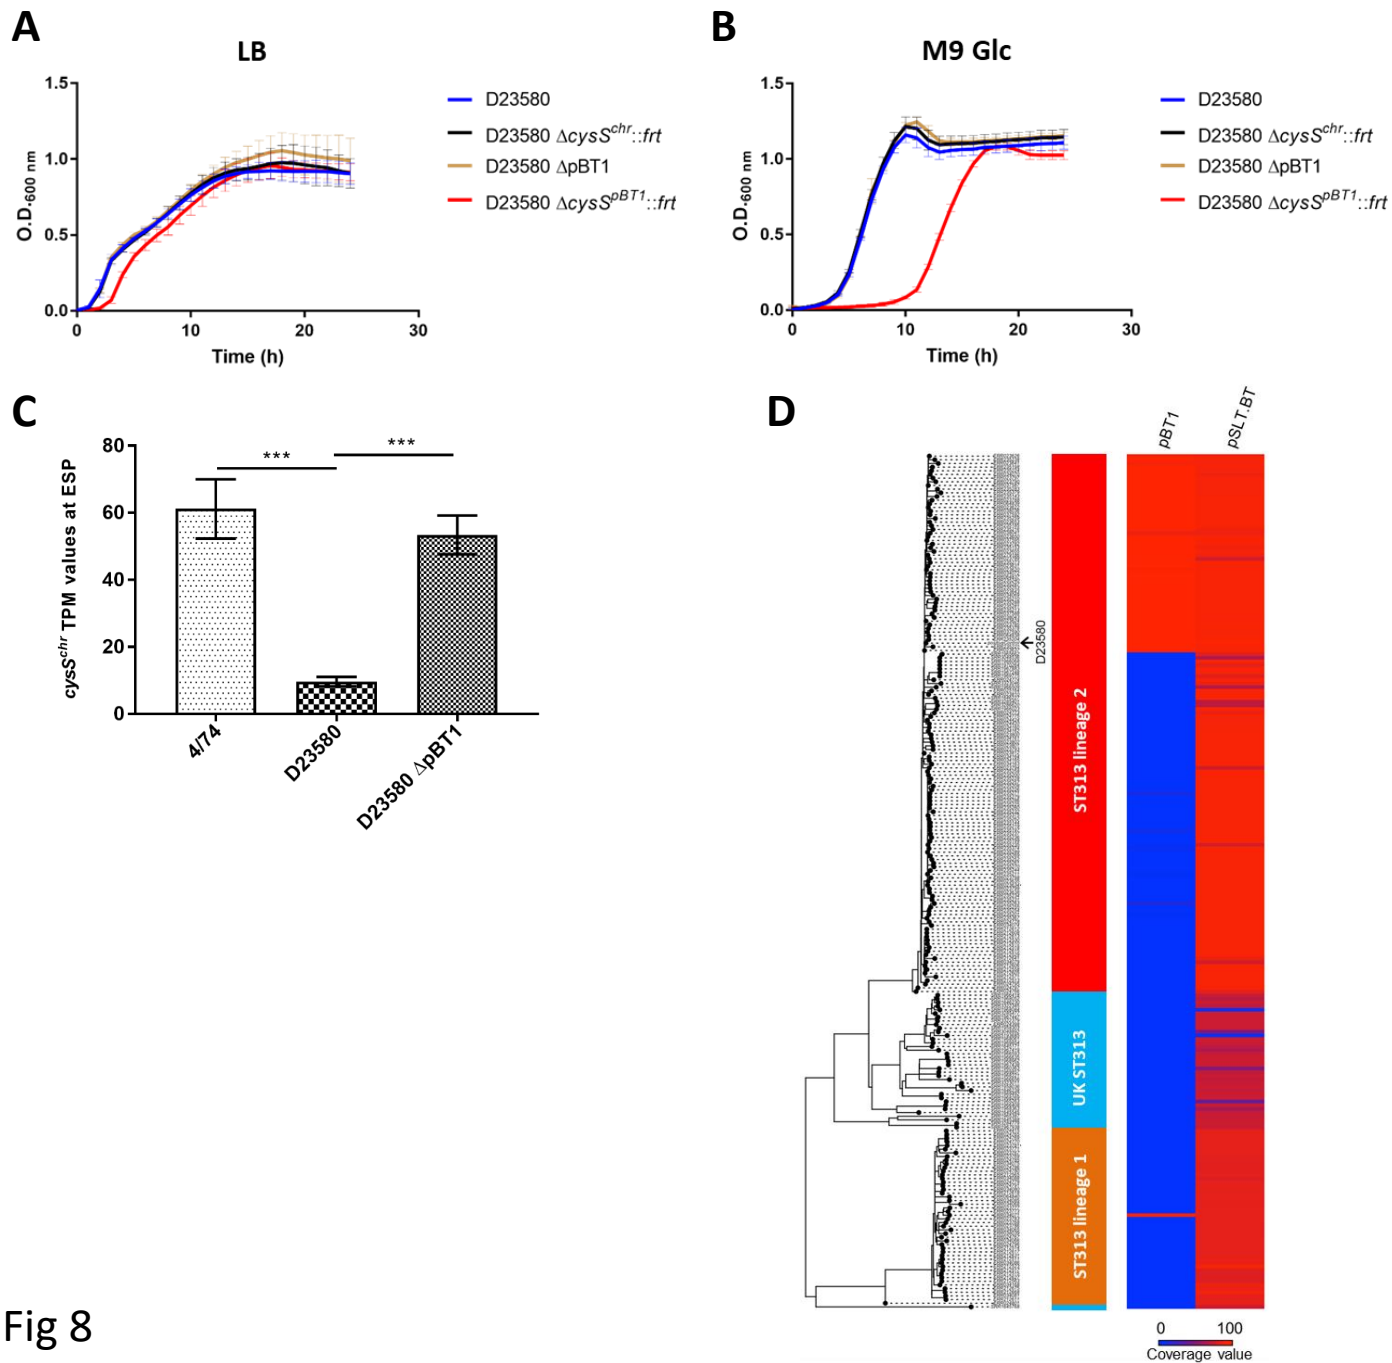 A
LB
1.5
1.0
0.5
0.0
O.D.600 nm
0
10
20
30
Time (h)
D23580
D23580 ΔcysSchr::frt
D23580 ΔpBT1
D23580 ΔcysSpBT1::frt
B
M9 Glc
1.5
1.0
0.5
0.0
O.D.600 nm
0
10
20
30
Time (h)
D23580
D23580 ΔcysSchr::frt
D23580 ΔpBT1
D23580 ΔcysSpBT1::frt
C
80
60
40
20
0
cysSchr TPM values at ESP
***
***
4/74
D23580
D23580 ΔpBT1
D
pBT1
pSLT.BT
D23580
ST313 lineage 2
UK ST313
ST313 lineage 1
0
100
Coverage value
Fig 8